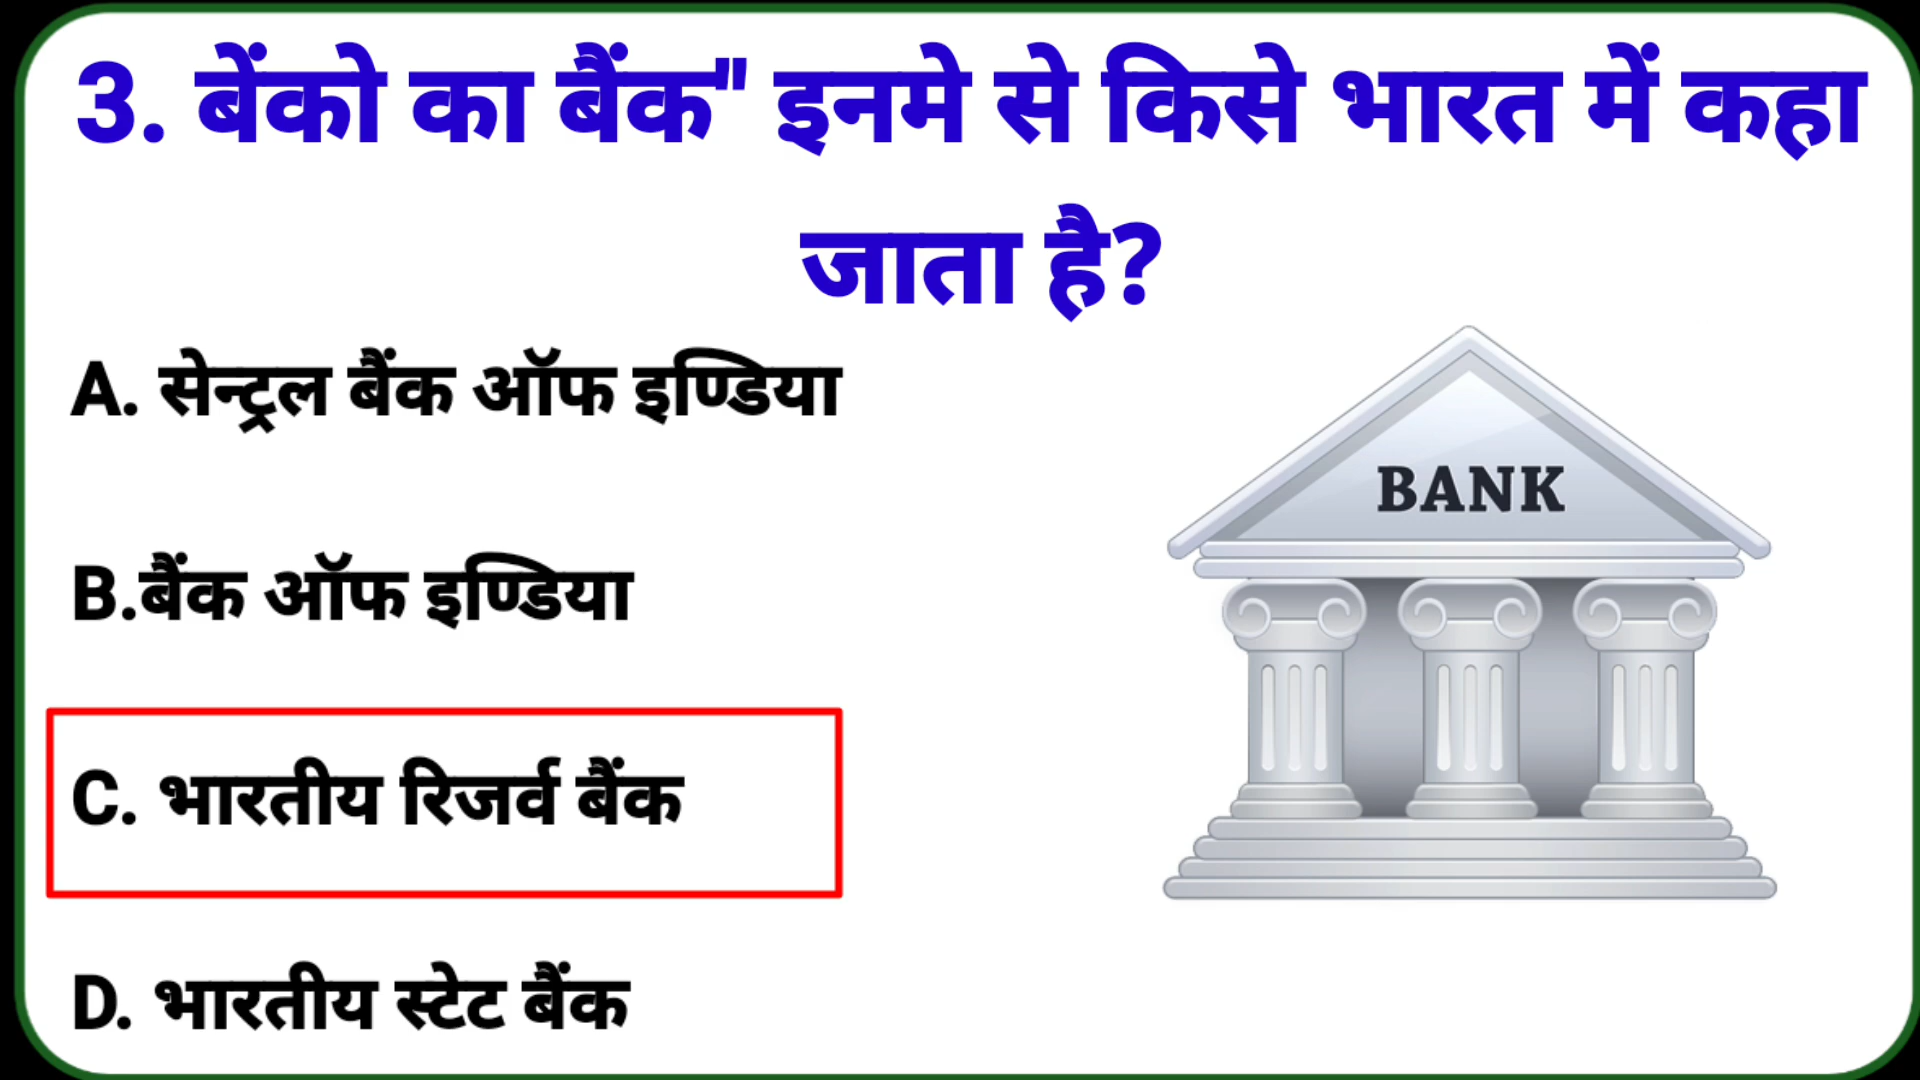 3. बेंको का बैंक" इनमे से किसे भारत में कहा
जाता है?
A. सेन्ट्रल बैंक ऑफ इण्डिया
BANK
B.बैंक ऑफ इण्डिया
C. भारतीय रिजर्व बैंक
D. भारतीय स्टेट बैंक